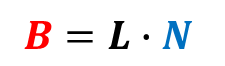 B = L · N